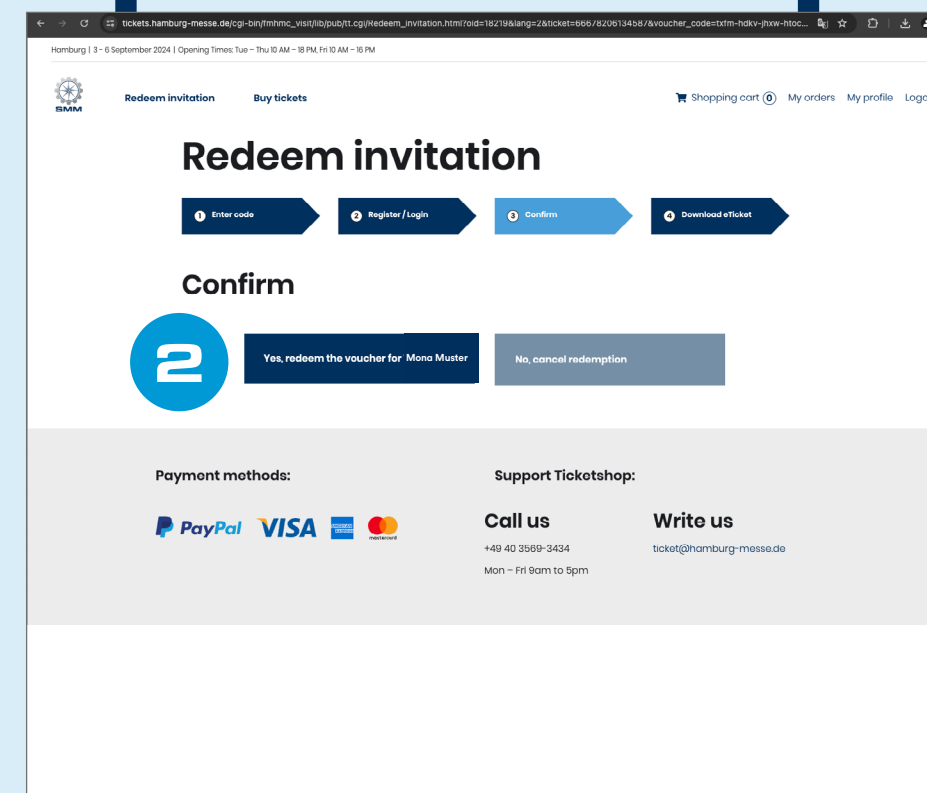 tickets.hamburg-messe.de/cgi-bin/fmhmc_visit/lib/pub/tt.cgi/Redeem_invitation.html?oid=18219&lang=2&ticket=66678206134587&voucher_code=txfm-hdkv-jhxw-htoc...
Hamburg | 3 - 6 September 2024 | Opening Times: Tue – Thu 10 AM – 18 PM, Fri 10 AM – 16 PM
SMM
Redeem invitation Buy tickets Shopping cart 0 My orders My profile Logo
Redeem invitation
1 Enter code 2 Register / Login 3 Confirm 4 Download eTicket
Confirm
2
Yes, redeem the voucher for Mona Muster No, cancel redemption
Payment methods: Support Ticketshop:
PayPal VISA AMERICAN EXPRESS mastercard
Call us Write us
+49 40 3569-3434 ticket@hamburg-messe.de
Mon – Fri 9am to 5pm